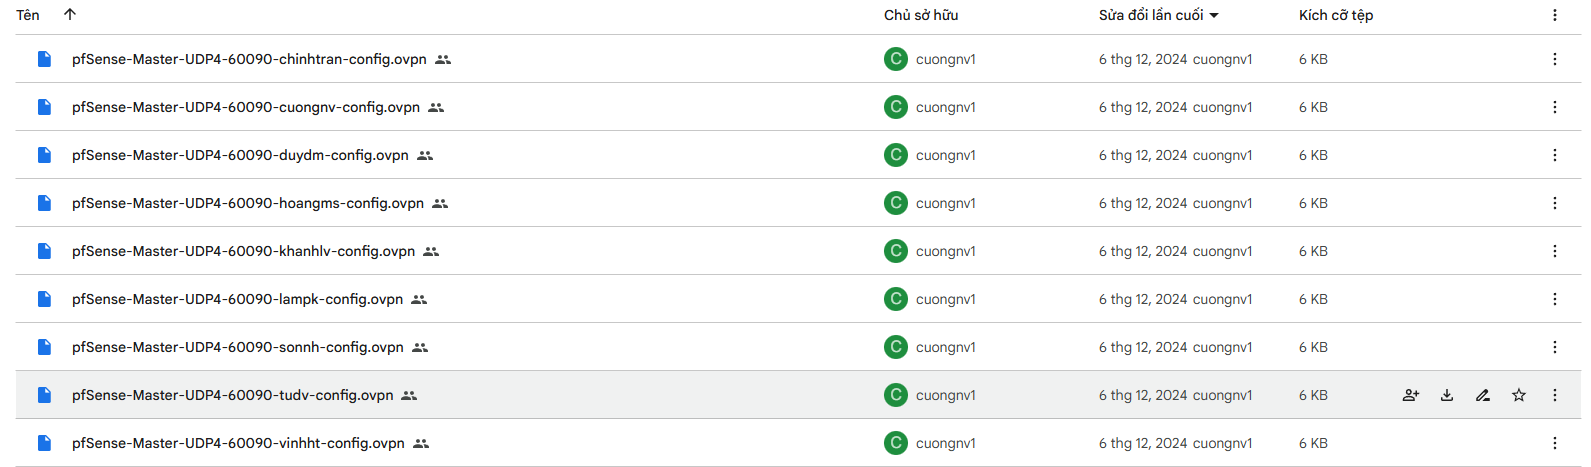 Tên Chủ sở hữu Sửa đổi lần cuối Kích cỡ tệp
pfSense-Master-UDP4-60090-chinhtran-config.ovpn C cuongnv1 6 thg 12, 2024 cuongnv1 6 KB
pfSense-Master-UDP4-60090-cuongnv-config.ovpn C cuongnv1 6 thg 12, 2024 cuongnv1 6 KB
pfSense-Master-UDP4-60090-duydm-config.ovpn C cuongnv1 6 thg 12, 2024 cuongnv1 6 KB
pfSense-Master-UDP4-60090-hoangms-config.ovpn C cuongnv1 6 thg 12, 2024 cuongnv1 6 KB
pfSense-Master-UDP4-60090-khanhlv-config.ovpn C cuongnv1 6 thg 12, 2024 cuongnv1 6 KB
pfSense-Master-UDP4-60090-lampk-config.ovpn C cuongnv1 6 thg 12, 2024 cuongnv1 6 KB
pfSense-Master-UDP4-60090-sonnh-config.ovpn C cuongnv1 6 thg 12, 2024 cuongnv1 6 KB
pfSense-Master-UDP4-60090-tudv-config.ovpn C cuongnv1 6 thg 12, 2024 cuongnv1 6 KB
pfSense-Master-UDP4-60090-vinhht-config.ovpn C cuongnv1 6 thg 12, 2024 cuongnv1 6 KB